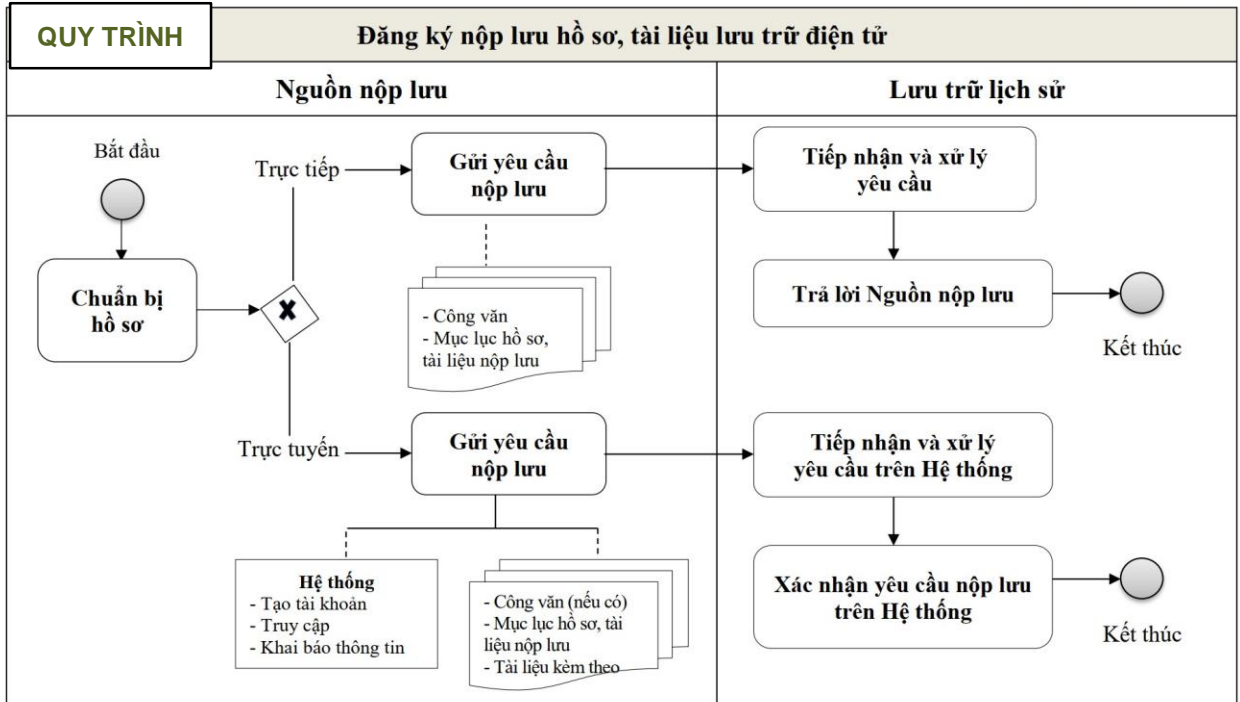 QUY TRÌNH
Đăng ký nộp lưu hồ sơ, tài liệu lưu trữ điện tử
Nguồn nộp lưu
Lưu trữ lịch sử
Bắt đầu
Chuẩn bị
hồ sơ
Trực tiếp
Gửi yêu cầu
nộp lưu
- Công văn
- Mục lục hồ sơ,
tài liệu nộp lưu
Tiếp nhận và xử lý
yêu cầu
Trả lời Nguồn nộp lưu
Kết thúc
Trực tuyến
Gửi yêu cầu
nộp lưu
Hệ thống
- Tạo tài khoản
- Truy cập
- Khai báo thông tin
- Công văn (nếu có)
- Mục lục hồ sơ, tài
liệu nộp lưu
- Tài liệu kèm theo
Tiếp nhận và xử lý
yêu cầu trên Hệ thống
Xác nhận yêu cầu nộp lưu
trên Hệ thống
Kết thúc